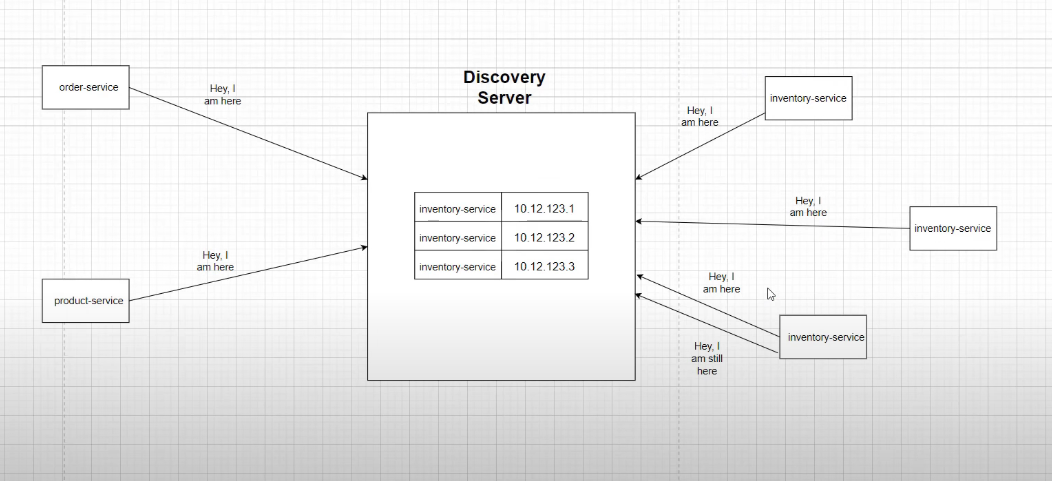 Discovery
Server
order-service
Hey, I
am here
product-service
Hey, I
am here
inventory-service 10.12.123.1
inventory-service 10.12.123.2
inventory-service 10.12.123.3
Hey, I
am here
inventory-service
Hey, I
am here
inventory-service
Hey, I
am here
inventory-service
Hey, I
am still
here